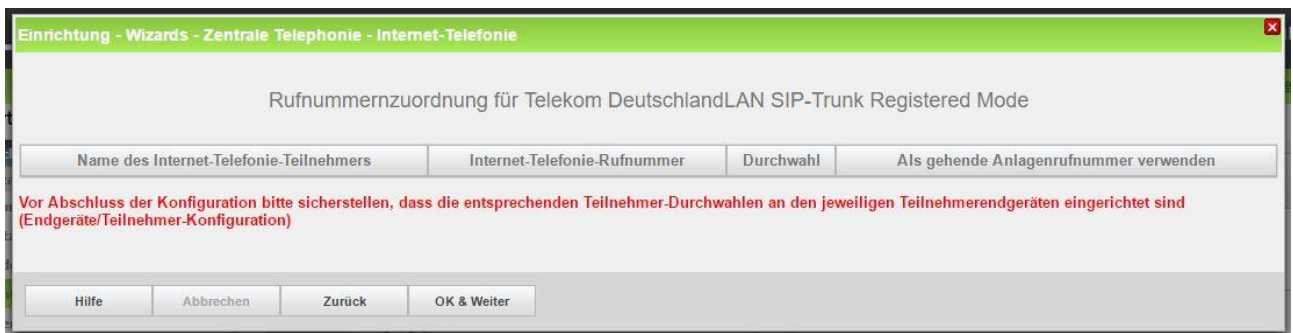 Einrichtung - Wizards - Zentrale Telephonie - Internet-Telefonie
Rufnummernzuordnung für Telekom DeutschlandLAN SIP-Trunk Registered Mode
Name des Internet-Telefonie-Teilnehmers Internet-Telefonie-Rufnummer Durchwahl Als gehende Anlagenrufnummer verwenden
Vor Abschluss der Konfiguration bitte sicherstellen, dass die entsprechenden Teilnehmer-Durchwahlen an den jeweiligen Teilnehmerendgeräten eingerichtet sind
(Endgeräte/Teilnehmer-Konfiguration)
Hilfe Abbrechen Zurück OK & Weiter